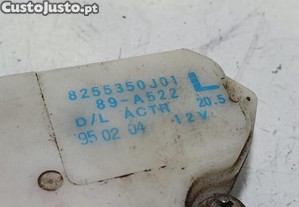 CustoJusto.pt
8255350J01
89-A522
L
D/L ACTR
20.5
95 02 04
12V